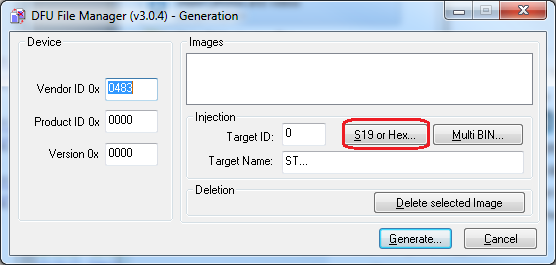 DFU File Manager (v3.0.4) - Generation
Device
Vendor ID 0x 0483
Product ID 0x 0000
Version 0x 0000
Images
Injection
Target ID: 0 S19 or Hex... Multi BIN...
Target Name: ST...
Deletion
Delete selected Image
Generate... Cancel